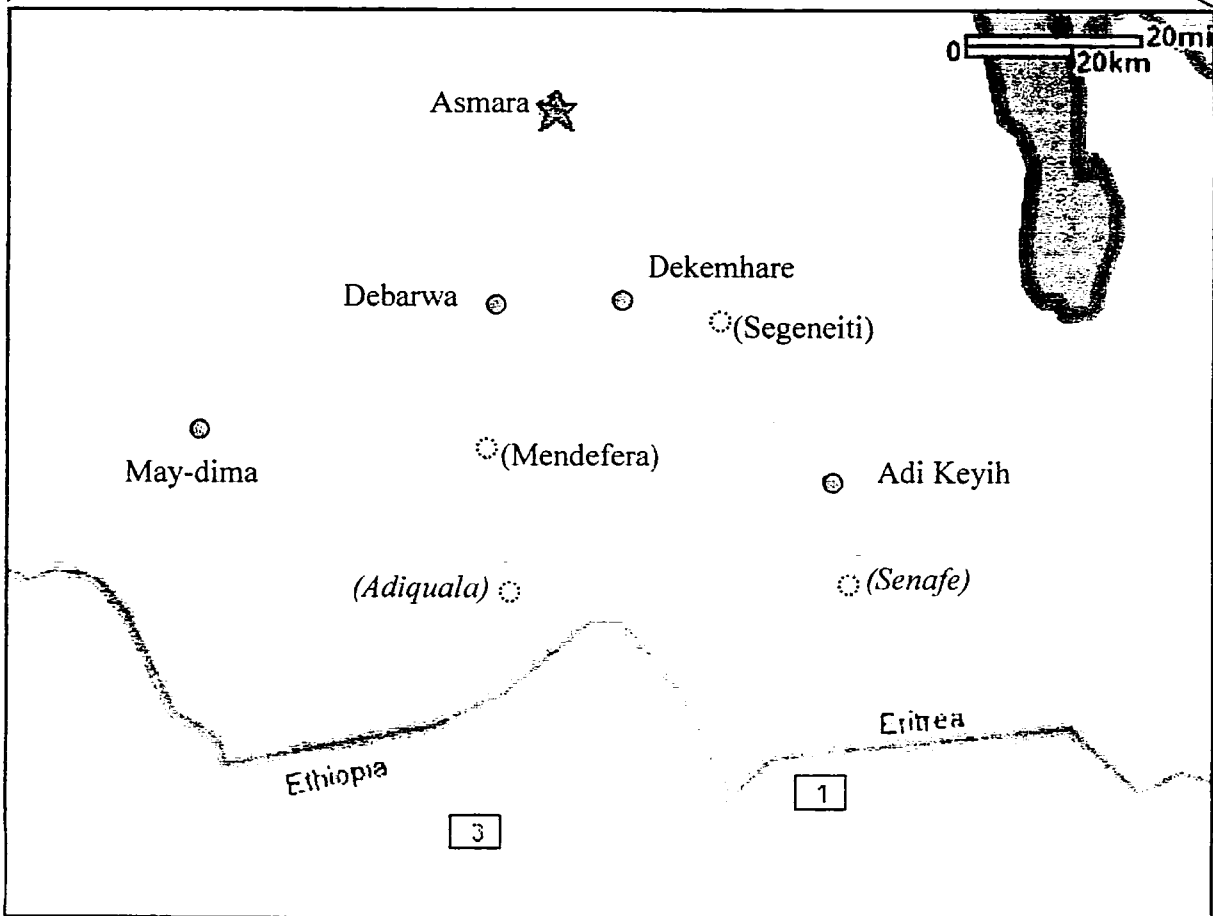 0 20mi
20km
Asmara
Dekemhare
Debarwa
(Segeneiti)
(Mendefera)
May-dima
Adi Keyih
(Adiquala)
(Senafe)
Eritrea
Ethiopia
1
3